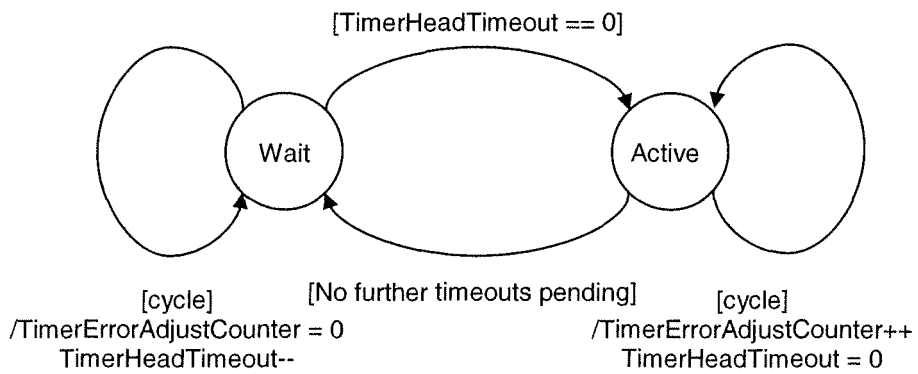 [TimerHeadTimeout == 0]
Wait
Active
[No further timeouts pending]
[cycle]
/TimerErrorAdjustCounter = 0
TimerHeadTimeout--
[cycle]
/TimerErrorAdjustCounter++
TimerHeadTimeout = 0